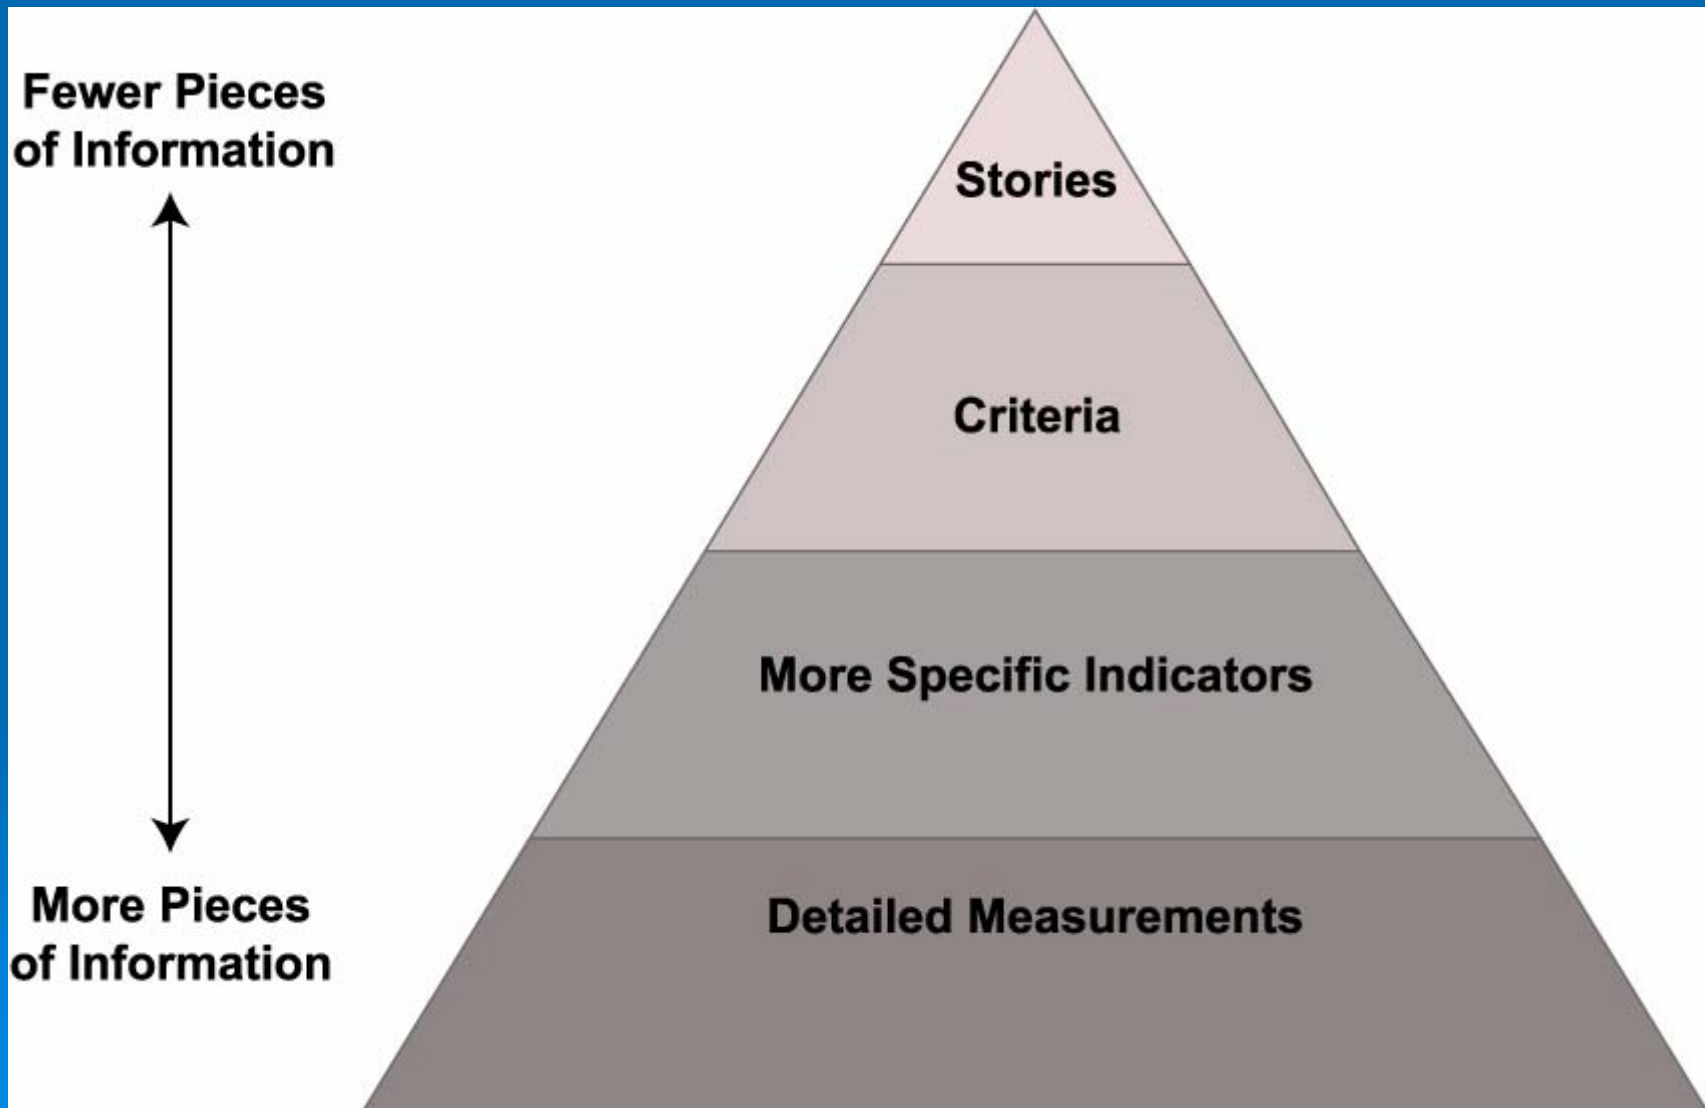 Fewer Pieces
of Information
Stories
Criteria
More Specific Indicators
More Pieces
of Information
Detailed Measurements